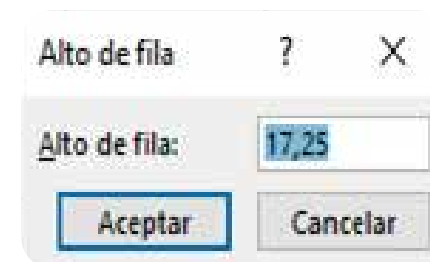 Alto de fila ? X
Alto de fila: 17,25
Aceptar Cancelar